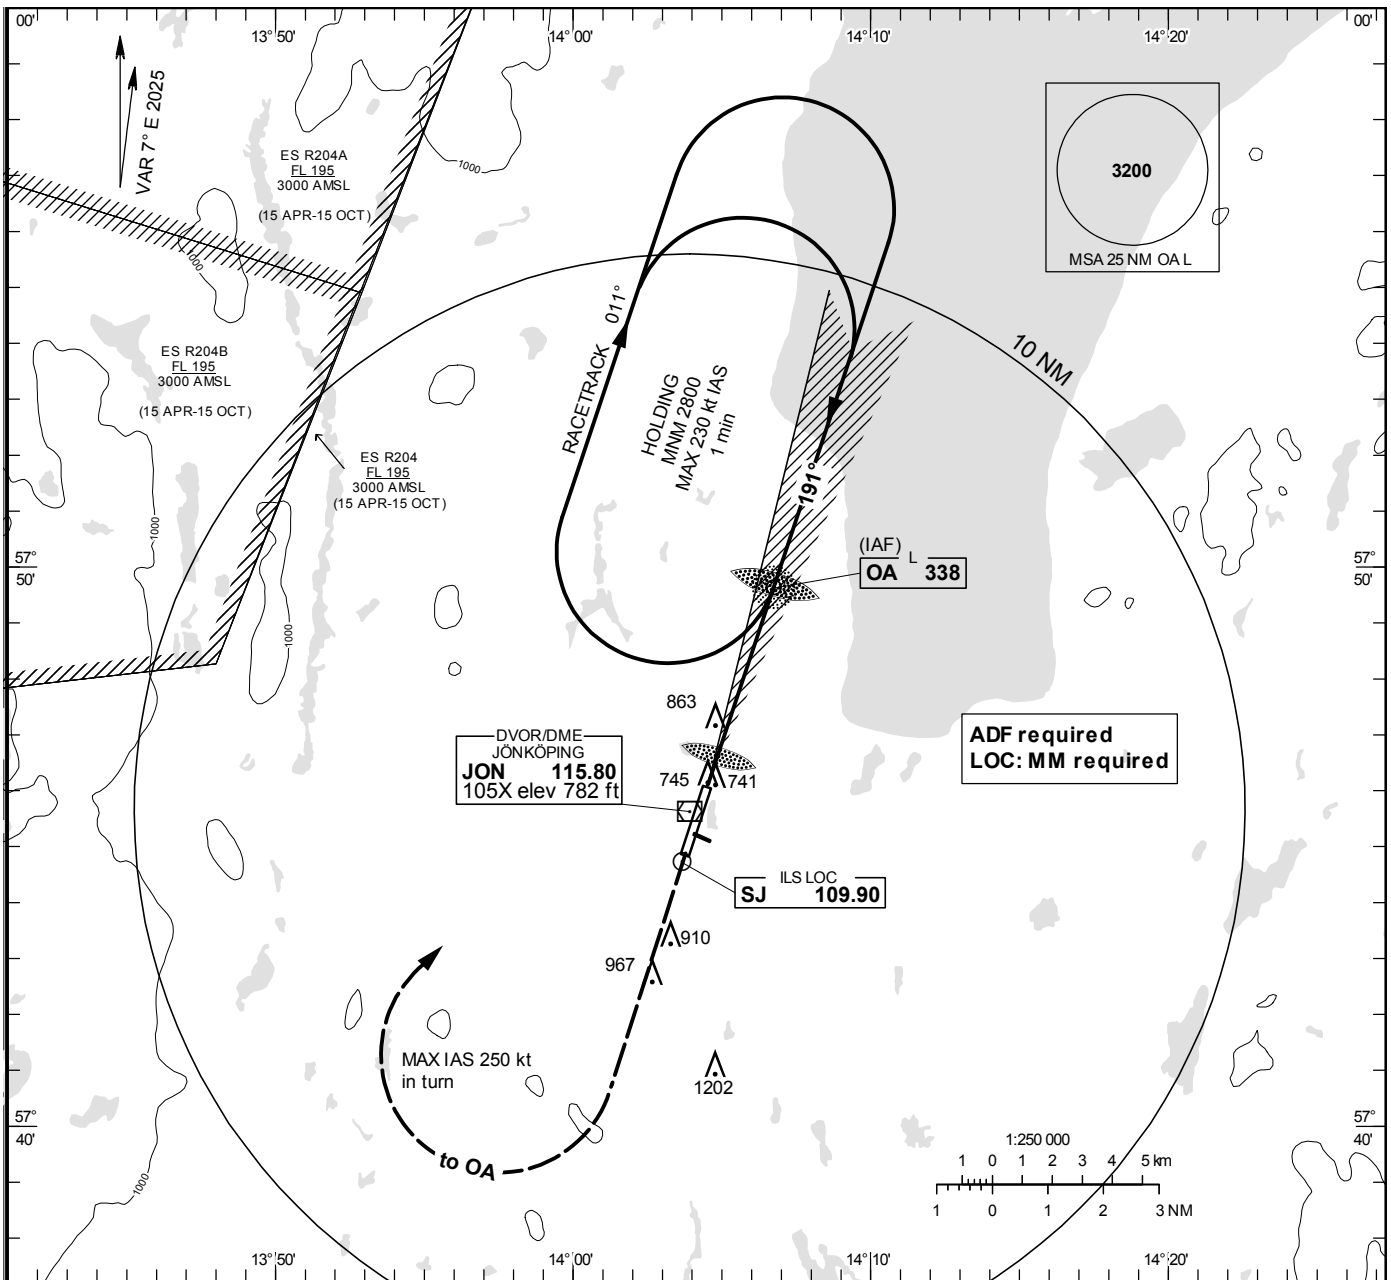 00'
13°50'
14°00'
14°10'
14°20'
00'
VAR 7° E 2025
ES R204A
FL 195
3000 AMSL
(15 APR-15 OCT)
1000
1000
3200
MSA 25 NM OA L
10 NM
RACETRACK 011°
HOLDING
MNM 2800
MAX 230 kt IAS
1 min
ES R204B
FL 195
3000 AMSL
(15 APR-15 OCT)
ES R204
FL 195
3000 AMSL
(15 APR-15 OCT)
191°
1000
57°
50'
(IAF)
L
OA 338
57°
50'
1000
863
DVOR/DME
JÖNKÖPING
JON 115.80
105X elev 782 ft
745
741
ADF required
LOC: MM required
ILS LOC
SJ 109.90
910
967
MAX IAS 250 kt
in turn
1202
57°
40'
to OA
57°
40'
1000
1:250 000
1 0 1 2 3 4 5 km
1 0 1 2 3 NM
13°50'
14°00'
14°10'
14°20'